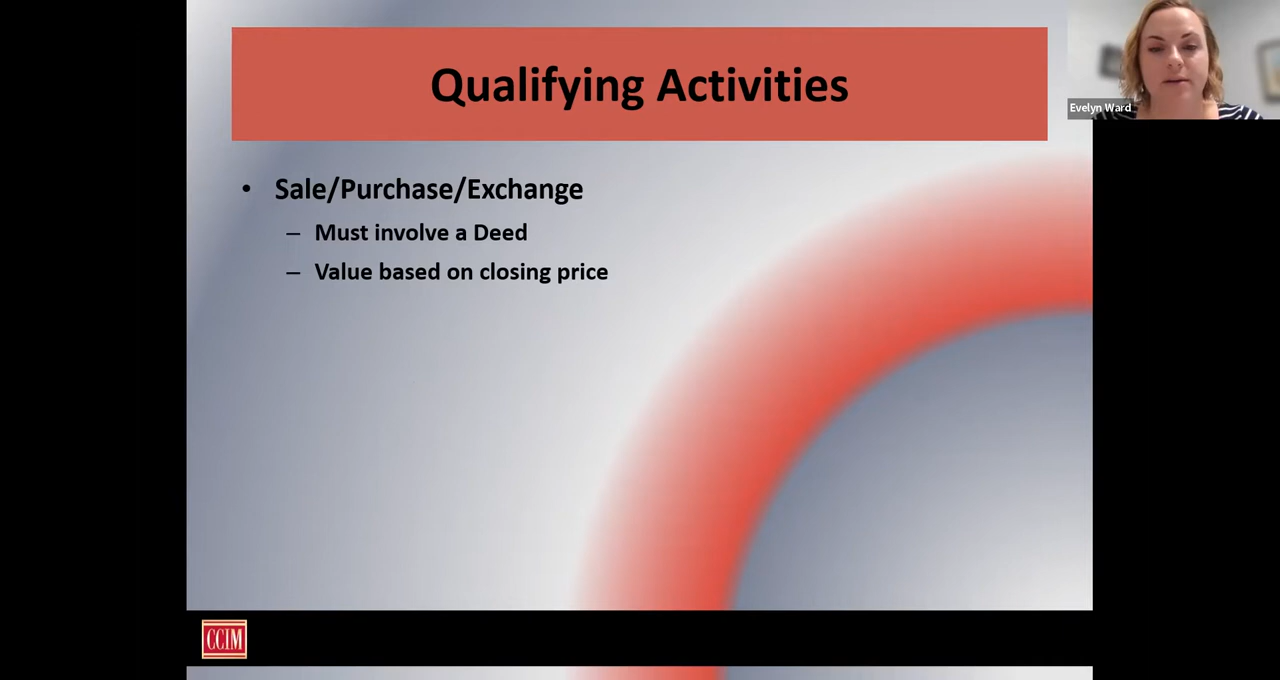 Qualifying Activities
Evelyn Ward
• Sale/Purchase/Exchange
– Must involve a Deed
– Value based on closing price
CCIM